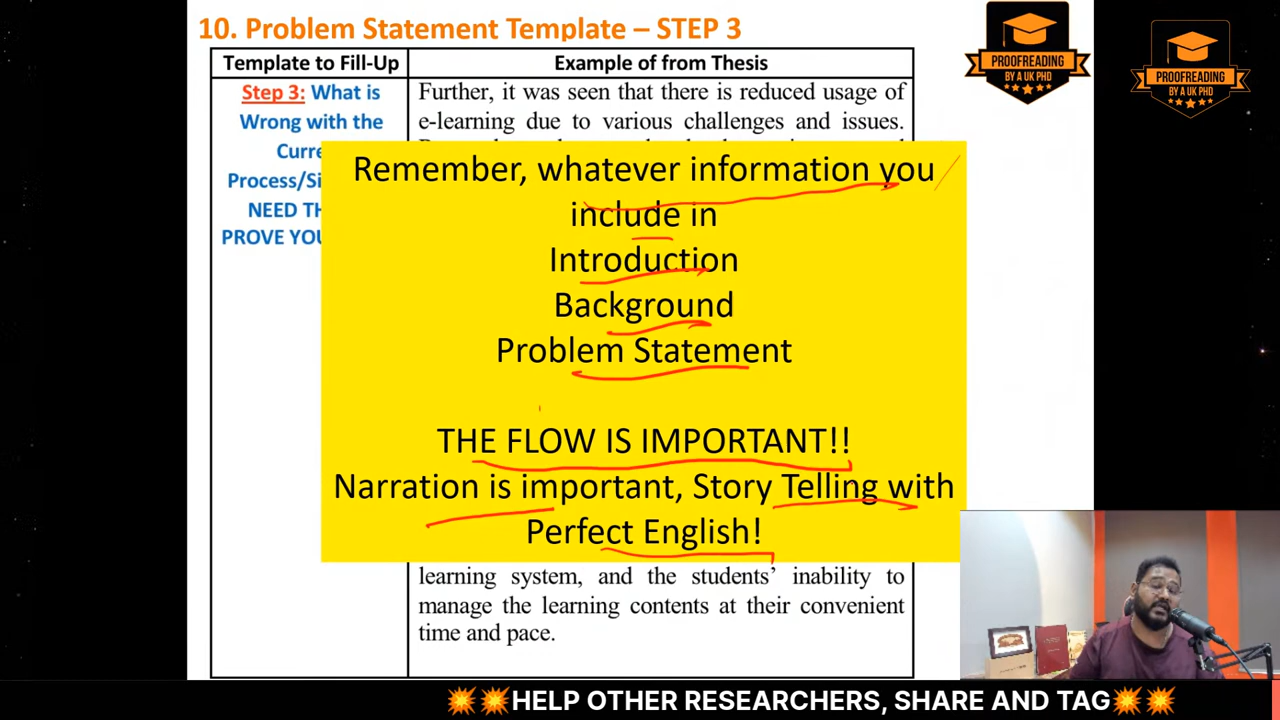 10. Problem Statement Template – STEP 3
PROOFREADING
BY A UK PHD
PROOFREADING
BY A UK PHD
Template to Fill-Up
Example of from Thesis
Step 3: What is
Wrong with the
Curre
Process/Si
NEED TH
PROVE YOU
Further, it was seen that there is reduced usage of
e-learning due to various challenges and issues.
Remember, whatever information you
include in
Introduction
Background
Problem Statement
THE FLOW IS IMPORTANT!!
Narration is important, Story Telling with
Perfect English!
learning system, and the students’ inability to
manage the learning contents at their convenient
time and pace.
💥💥HELP OTHER RESEARCHERS, SHARE AND TAG💥💥